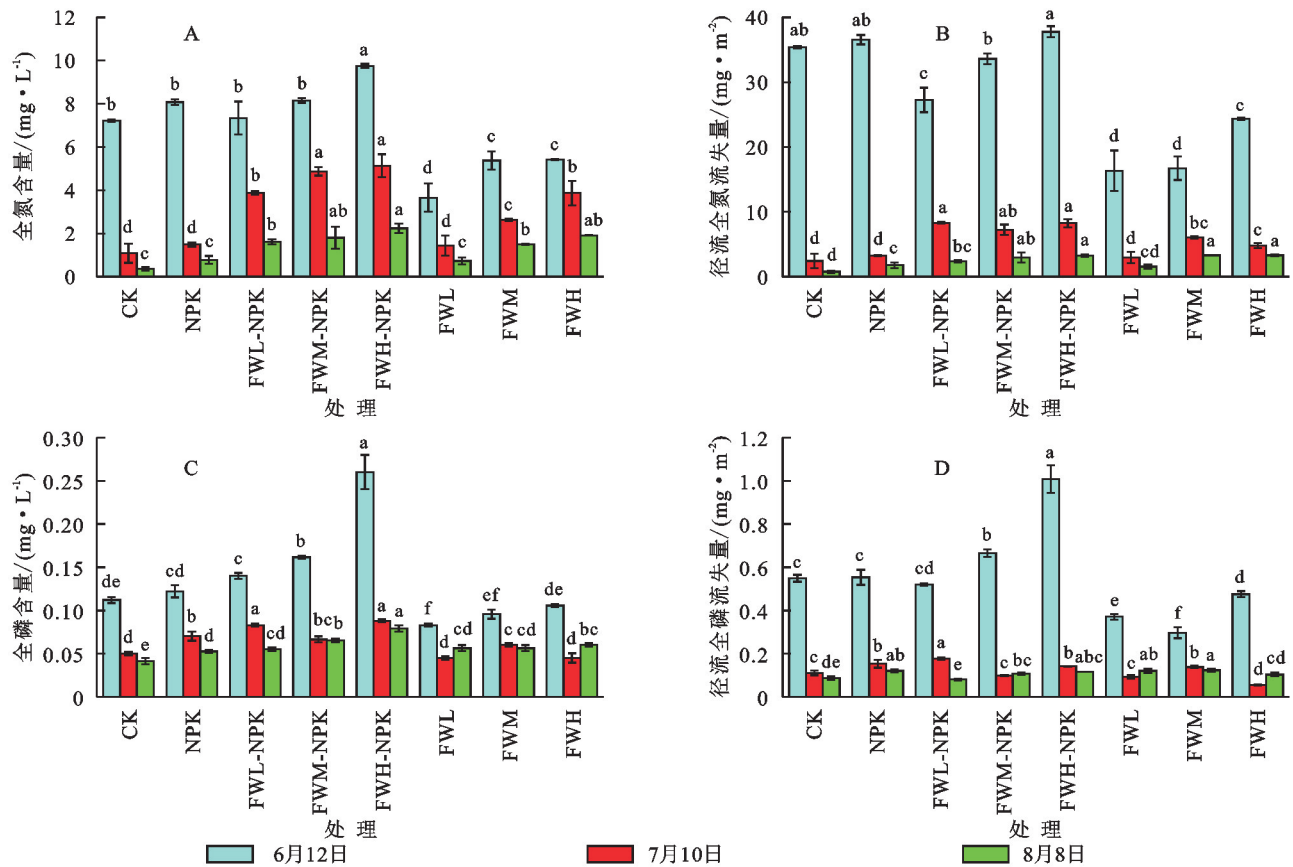 A
全氮含量/(mg·L⁻¹)
12
10
8
6
4
2
0
b b b b a d c c
d d b a a d c b
c c b ab a c b ab
CK NPK FWL-NPK FWM-NPK FWH-NPK FWL FWM FWH
处 理
B
径流全氮流失量/(mg·m⁻²)
40
30
20
10
0
ab ab c b a d d c
d d a ab a d bc c
d c bc ab a cd a a
CK NPK FWL-NPK FWM-NPK FWH-NPK FWL FWM FWH
处 理
C
全磷含量/(mg·L⁻¹)
0.30
0.25
0.20
0.15
0.10
0.05
0
de cd c b a f ef de
d b a bc a d c d
e d cd b a cd cd bc
CK NPK FWL-NPK FWM-NPK FWH-NPK FWL FWM FWH
处 理
D
径流全磷流失量/(mg·m⁻²)
1.2
1.0
0.8
0.6
0.4
0.2
0
c c cd b a e f d
c b a c b c b d
de ab e bc abc ab a cd
CK NPK FWL-NPK FWM-NPK FWH-NPK FWL FWM FWH
处 理
6月12日 7月10日 8月8日